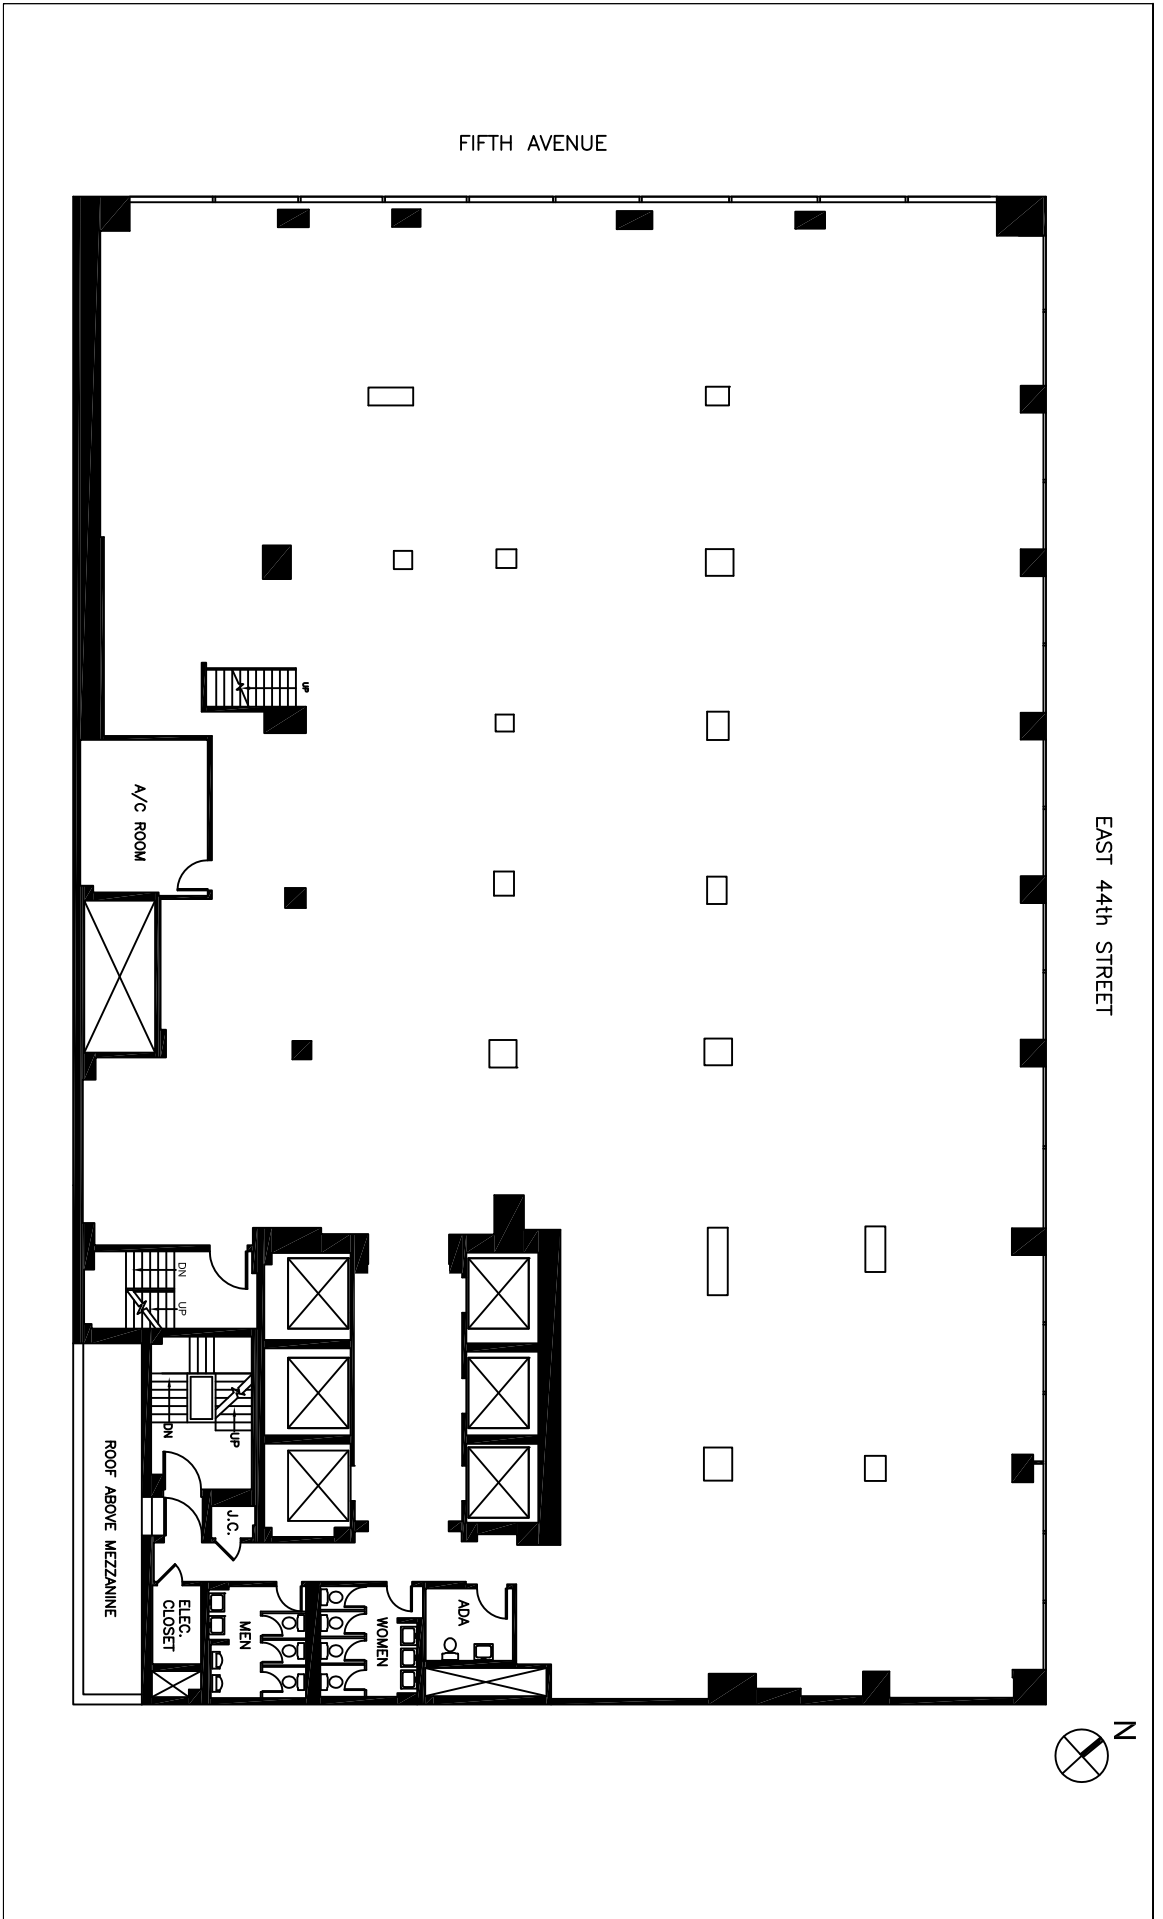 FIFTH AVENUE
EAST 44th STREET
UP
A/C ROOM
DN
UP
DN
UP
J.C.
ROOF ABOVE MEZZANINE
ELEC.
CLOSET
MEN
WOMEN
ADA
N